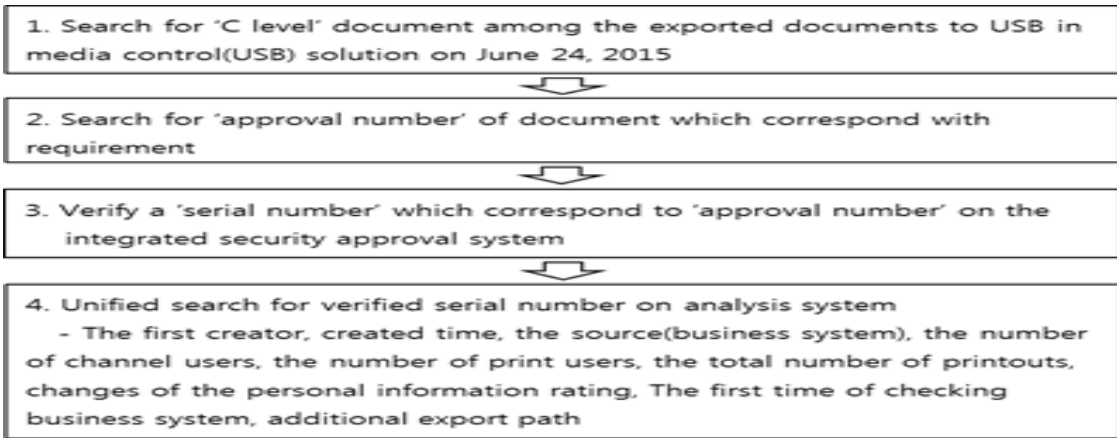 1. Search for ‘C level’ document among the exported documents to USB in
media control(USB) solution on June 24, 2015
2. Search for ‘approval number’ of document which correspond with
requirement
3. Verify a ‘serial number’ which correspond to ‘approval number’ on the
integrated security approval system
4. Unified search for verified serial number on analysis system
- The first creator, created time, the source(business system), the number
of channel users, the number of print users, the total number of printouts,
changes of the personal information rating, The first time of checking
business system, additional export path